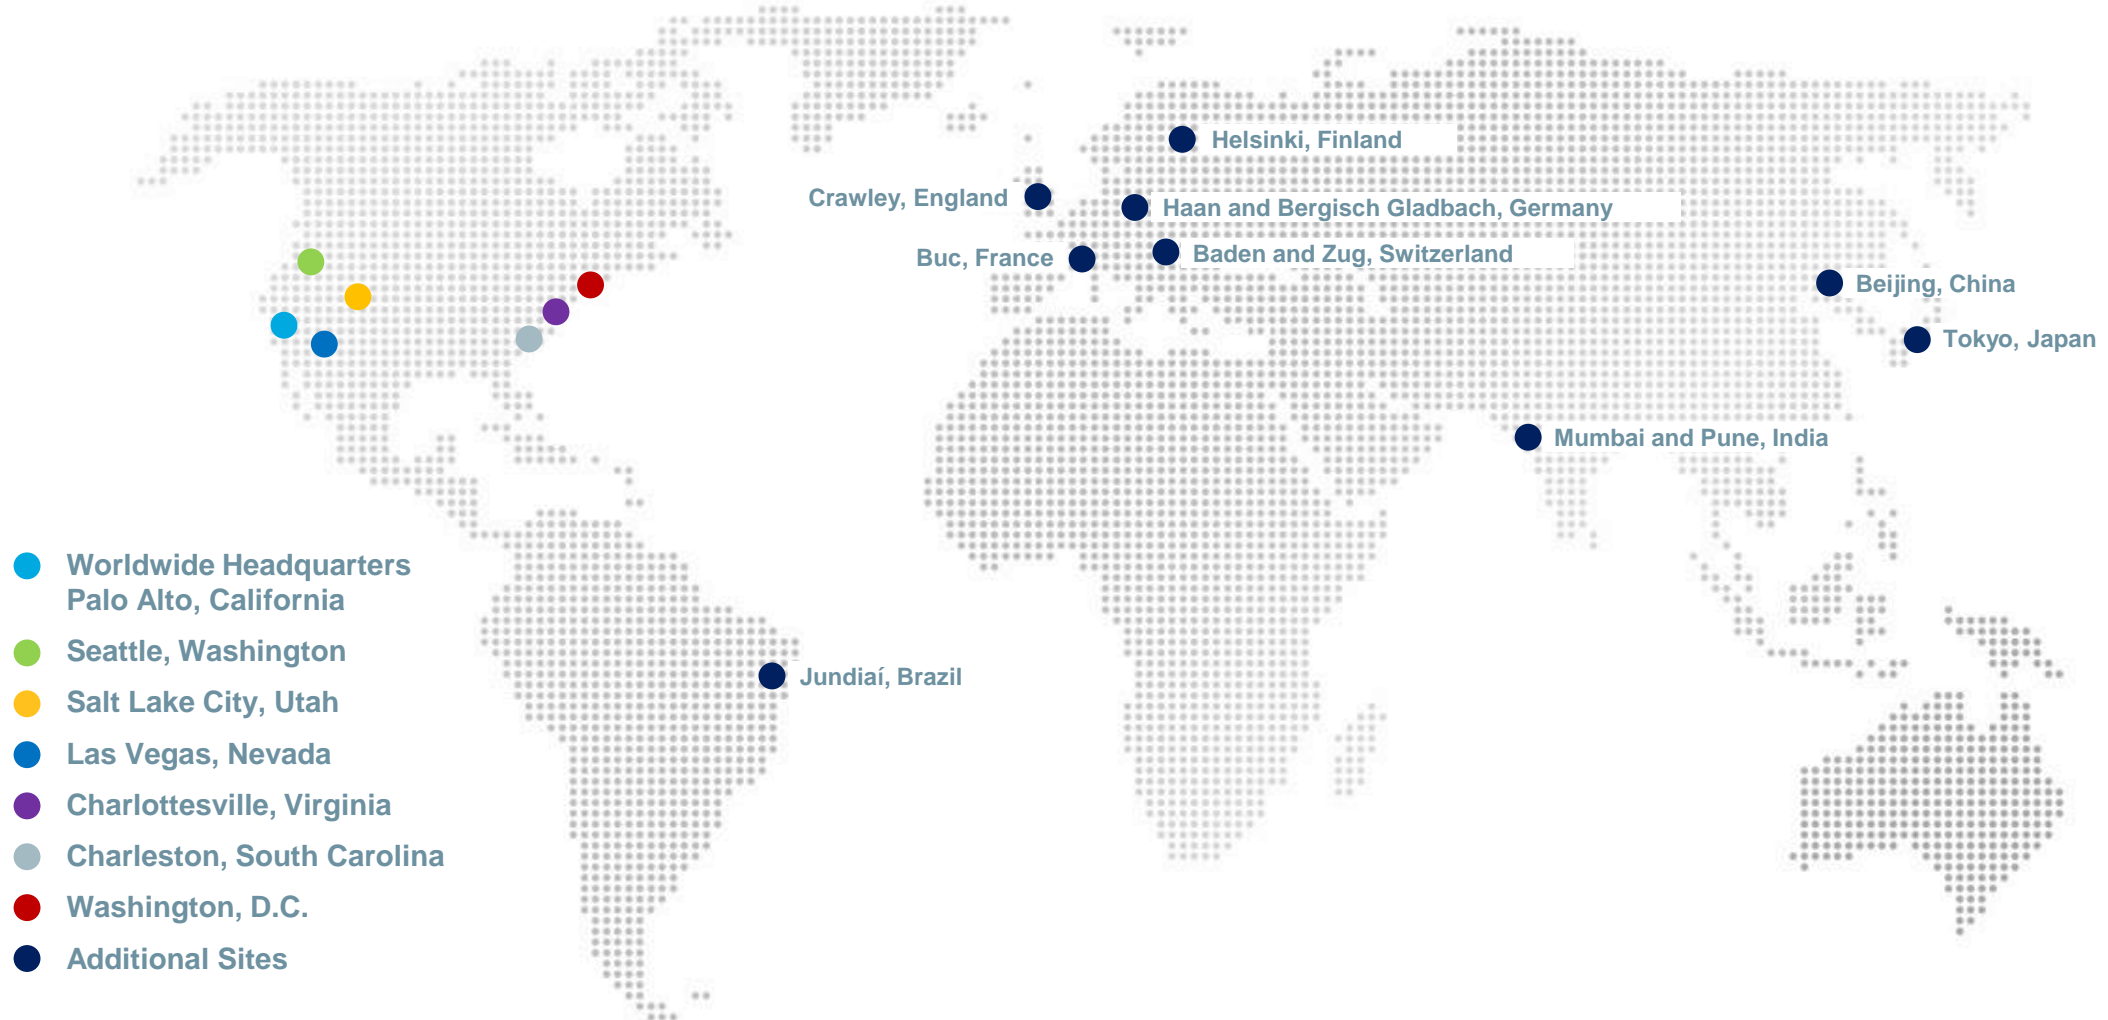 Helsinki, Finland
Crawley, England
Haan and Bergisch Gladbach, Germany
Buc, France
Baden and Zug, Switzerland
Beijing, China
Tokyo, Japan
Mumbai and Pune, India
Jundiaí, Brazil
Worldwide Headquarters
Palo Alto, California
Seattle, Washington
Salt Lake City, Utah
Las Vegas, Nevada
Charlottesville, Virginia
Charleston, South Carolina
Washington, D.C.
Additional Sites